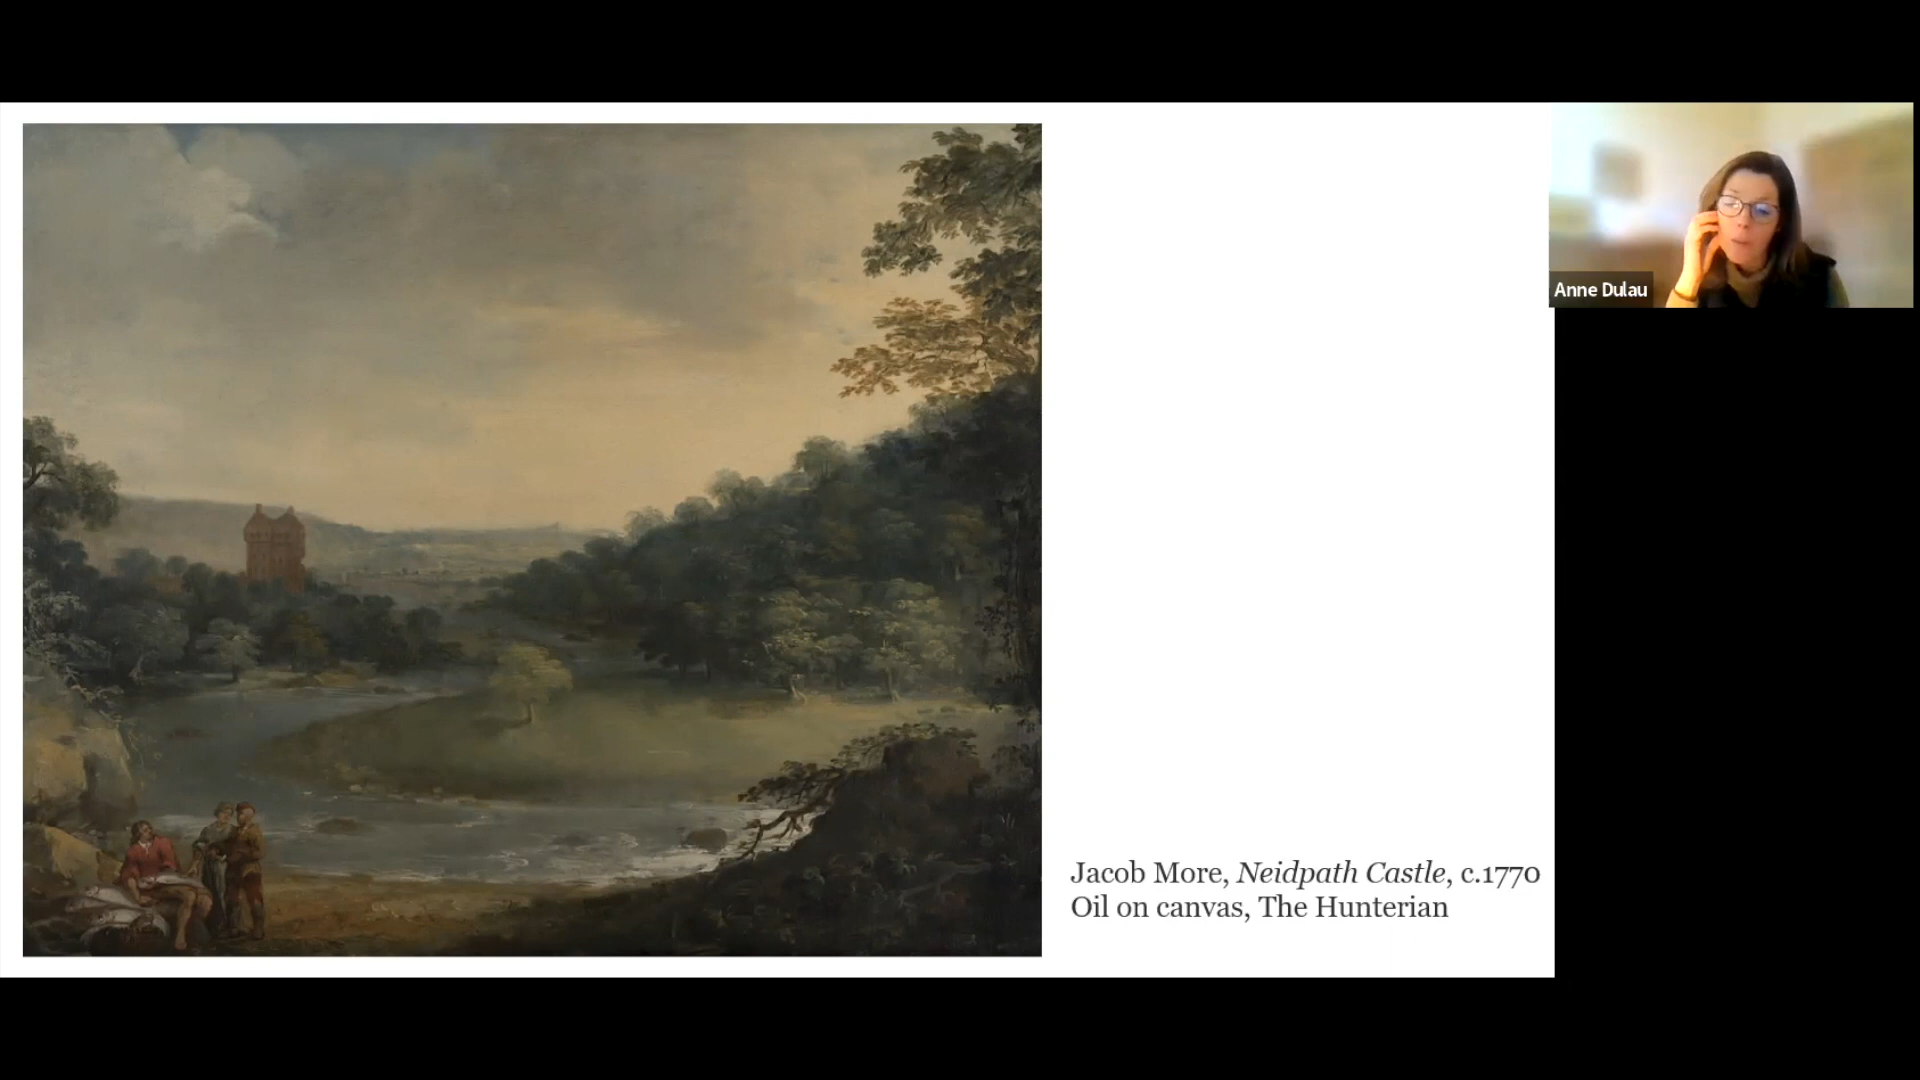 Anne Dulau
Jacob More, Neidpath Castle, c.1770
Oil on canvas, The Hunterian